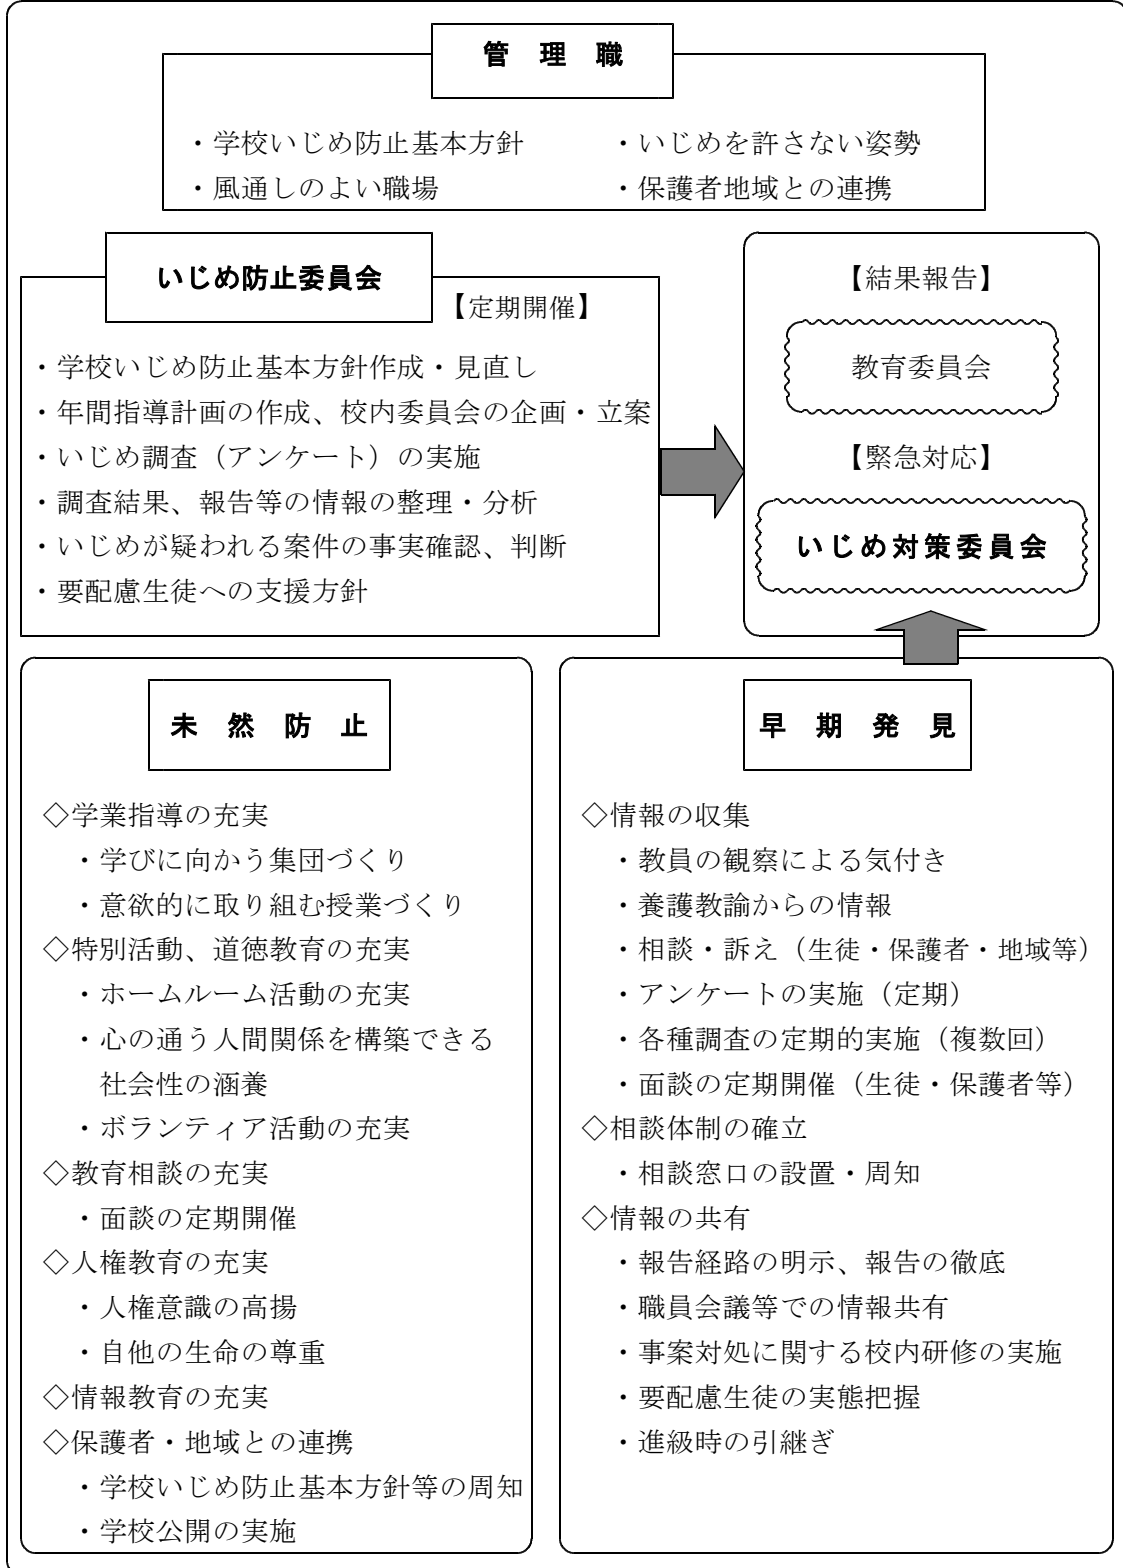 管　理　職
・学校いじめ防止基本方針　　　・いじめを許さない姿勢
・風通しのよい職場　　　　　　・保護者地域との連携
いじめ防止委員会
【定期開催】
・学校いじめ防止基本方針作成・見直し
・年間指導計画の作成、校内委員会の企画・立案
・いじめ調査（アンケート）の実施
・調査結果、報告等の情報の整理・分析
・いじめが疑われる案件の事実確認、判断
・要配慮生徒への支援方針
【結果報告】
教育委員会
【緊急対応】
いじめ対策委員会
未　然　防　止
◇学業指導の充実
・学びに向かう集団づくり
・意欲的に取り組む授業づくり
◇特別活動、道徳教育の充実
・ホームルーム活動の充実
・心の通う人間関係を構築できる
社会性の涵養
・ボランティア活動の充実
◇教育相談の充実
・面談の定期開催
◇人権教育の充実
・人権意識の高揚
・自他の生命の尊重
◇情報教育の充実
◇保護者・地域との連携
・学校いじめ防止基本方針等の周知
・学校公開の実施
早　期　発　見
◇情報の収集
・教員の観察による気付き
・養護教諭からの情報
・相談・訴え（生徒・保護者・地域等）
・アンケートの実施（定期）
・各種調査の定期的実施（複数回）
・面談の定期開催（生徒・保護者等）
◇相談体制の確立
・相談窓口の設置・周知
◇情報の共有
・報告経路の明示、報告の徹底
・職員会議等での情報共有
・事案対処に関する校内研修の実施
・要配慮生徒の実態把握
・進級時の引継ぎ